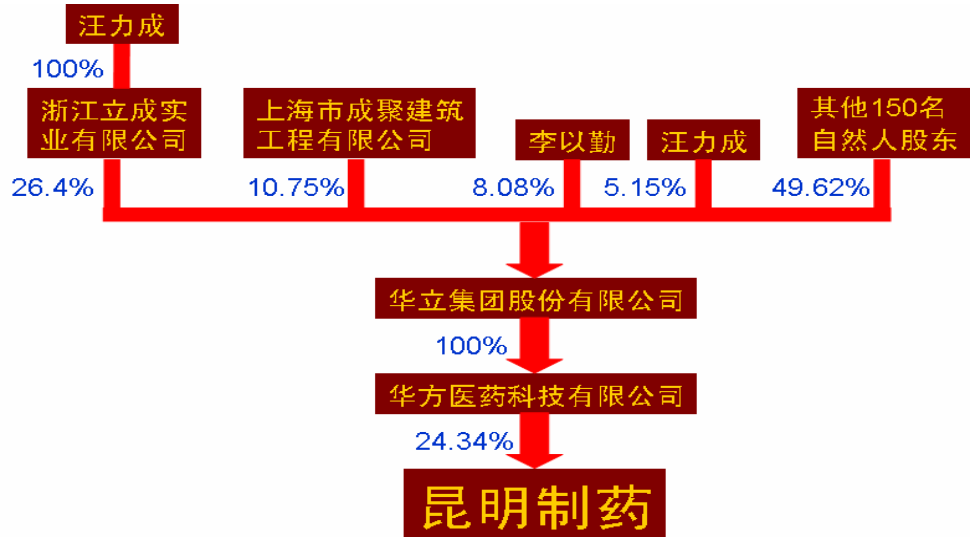 汪力成
100%
浙江立成实
业有限公司
上海市成聚建筑
工程有限公司
李以勤
汪力成
其他150名
自然人股东
26.4%
10.75%
8.08%
5.15%
49.62%
华立集团股份有限公司
100%
华方医药科技有限公司
24.34%
昆明制药